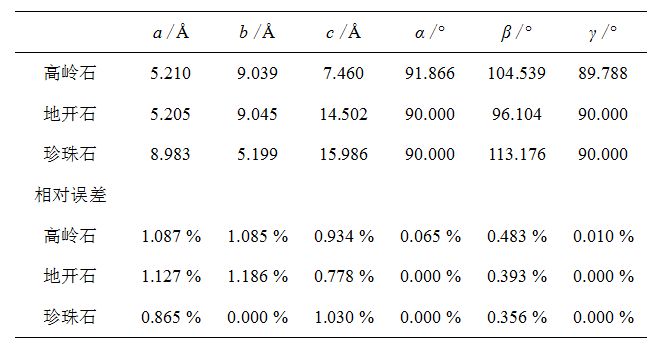 a /Å b /Å c /Å α /° β /° γ /°
高岭石 5.210 9.039 7.460 91.866 104.539 89.788
地开石 5.205 9.045 14.502 90.000 96.104 90.000
珍珠石 8.983 5.199 15.986 90.000 113.176 90.000
相对误差
高岭石 1.087 % 1.085 % 0.934 % 0.065 % 0.483 % 0.010 %
地开石 1.127 % 1.186 % 0.778 % 0.000 % 0.393 % 0.000 %
珍珠石 0.865 % 0.000 % 1.030 % 0.000 % 0.356 % 0.000 %